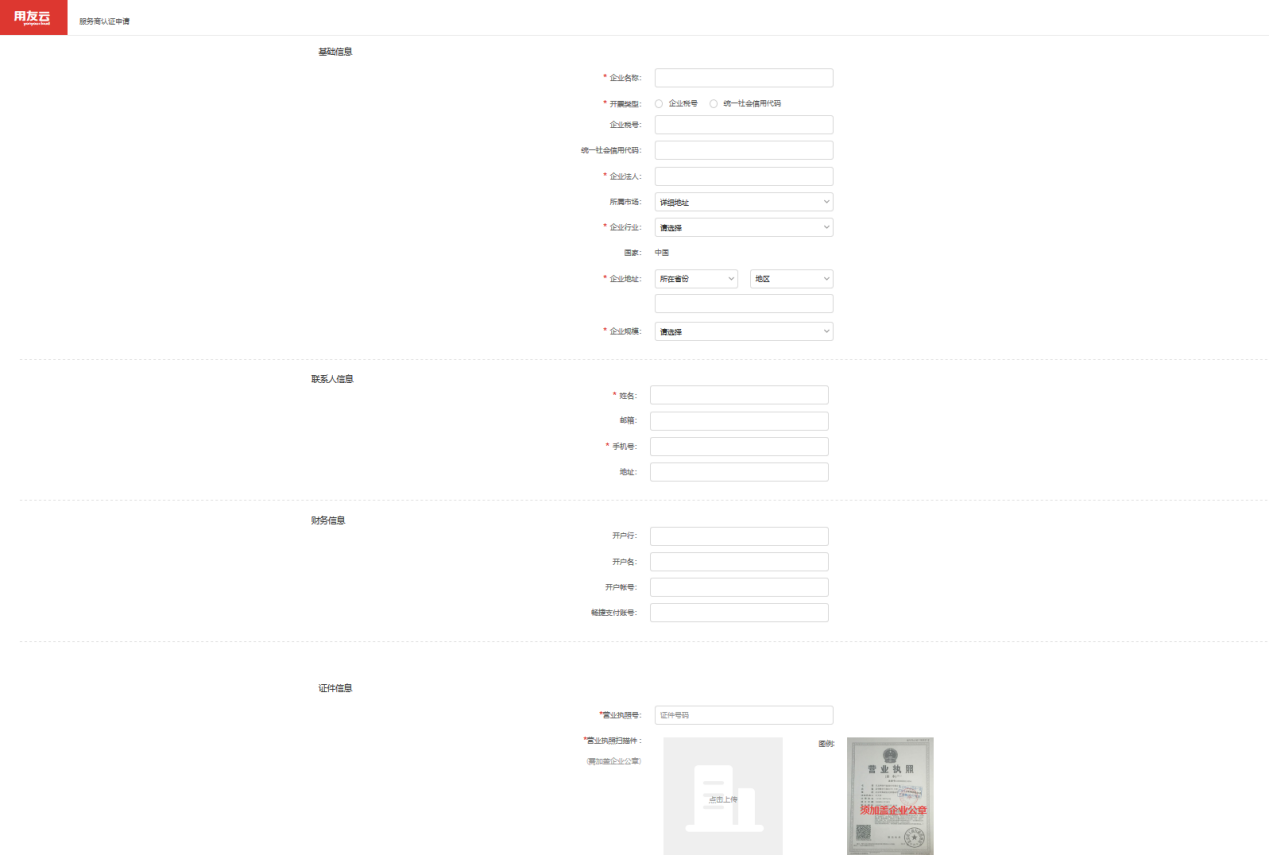 用友云
yonyou cloud
服务商认证申请
基础信息
* 企业名称:
* 开票类型: 企业税号 统一社会信用代码
企业税号:
统一社会信用代码:
* 企业法人:
所属市场: 详细地址
* 企业行业: 请选择
国家: 中国
* 企业地址: 所在省份 地区
* 企业规模: 请选择
联系人信息
* 姓名:
邮箱:
* 手机号:
地址:
财务信息
开户行:
开户名:
开户帐号:
畅捷支付账号:
证件信息
*营业执照号: 证件号码
*营业执照扫描件: 图例:
(需加盖企业公章)
点击上传
营业执照
须加盖企业公章